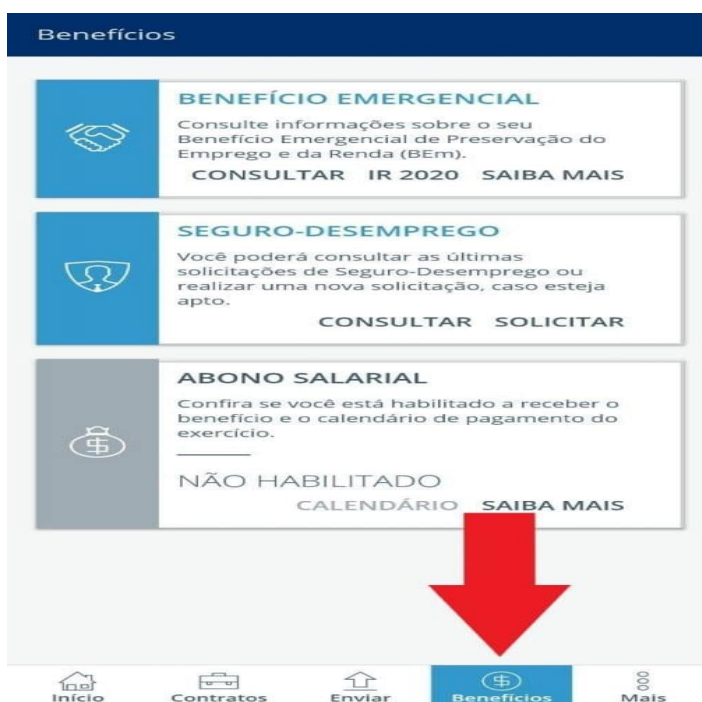 Benefícios
BENEFÍCIO EMERGENCIAL
Consulte informações sobre o seu
Benefício Emergencial de Preservação do
Emprego e da Renda (BEm).
CONSULTAR IR 2020 SAIBA MAIS
SEGURO-DESEMPREGO
Você poderá consultar as últimas
solicitações de Seguro-Desemprego ou
realizar uma nova solicitação, caso esteja
apto.
CONSULTAR SOLICITAR
ABONO SALARIAL
Confira se você está habilitado a receber o
benefício e o calendário de pagamento do
exercício.
NÃO HABILITADO
CALENDÁRIO SAIBA MAIS
Início Contratos Enviar Benefícios Mais